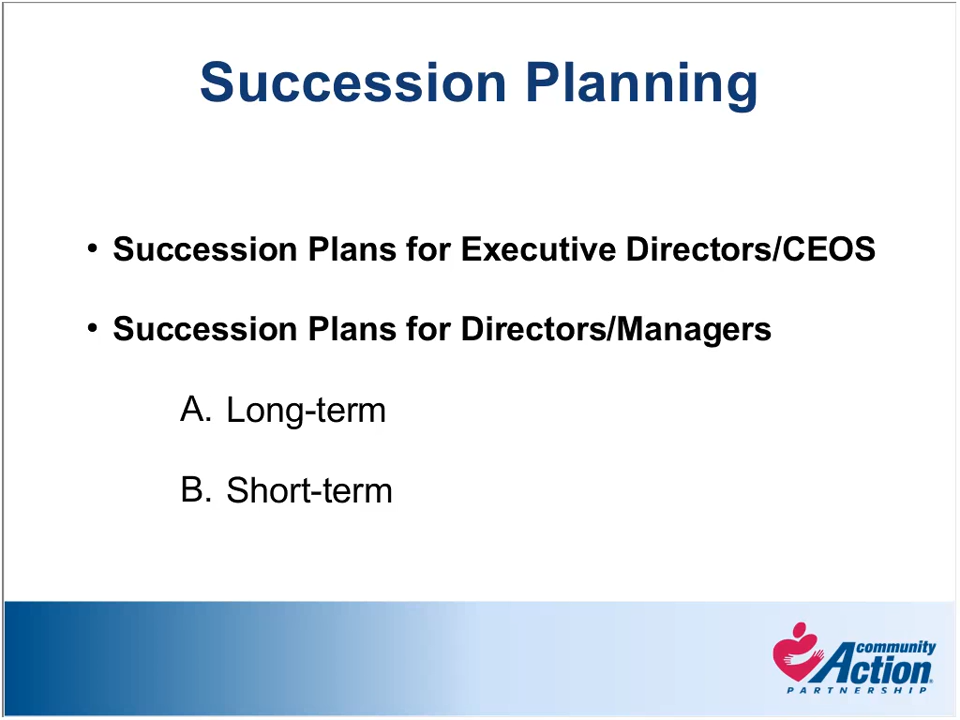 Succession Planning
• Succession Plans for Executive Directors/CEOS
• Succession Plans for Directors/Managers
A. Long-term
B. Short-term
community
Action®
PARTNERSHIP